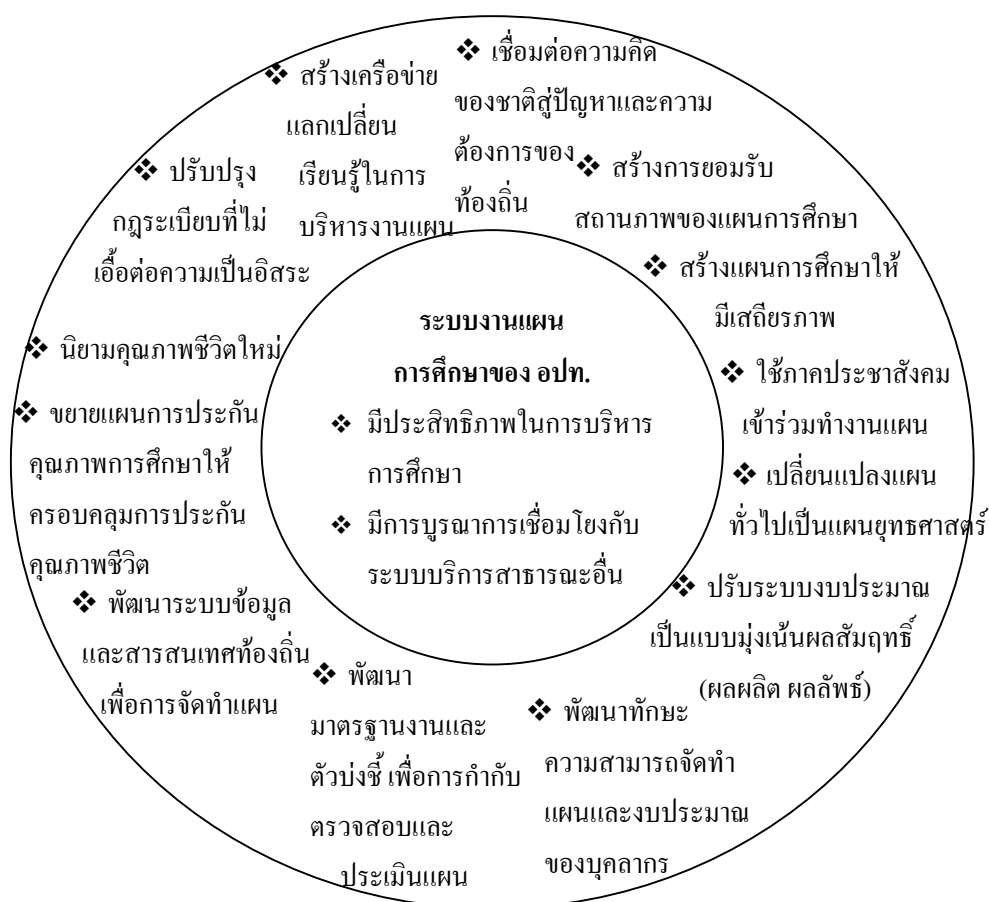 ❖ เชื่อมต่อความคิด
ของชาติสู่ปัญหาและความ
ต้องการของ
ท้องถิ่น
❖ สร้างการยอมรับ
สถานภาพของแผนการศึกษา
❖ สร้างแผนการศึกษาให้
มีเสถียรภาพ
❖ ใช้ภาคประชาสังคม
เข้าร่วมทำงานแผน
❖ เปลี่ยนแปลงแผน
ทั่วไปเป็นแผนยุทธศาสตร์
❖ ปรับระบบงบประมาณ
เป็นแบบมุ่งเน้นผลสัมฤทธิ์
(ผลผลิต ผลลัพธ์)
❖ พัฒนาทักษะ
ความสามารถจัดทำ
แผนและงบประมาณ
ของบุคลากร
❖ พัฒนา
มาตรฐานงานและ
ตัวบ่งชี้ เพื่อการกำกับ
ตรวจสอบและ
ประเมินแผน
❖ พัฒนาระบบข้อมูล
และสารสนเทศท้องถิ่น
เพื่อการจัดทำแผน
❖ ขยายแผนการประกัน
คุณภาพการศึกษาให้
ครอบคลุมการประกัน
คุณภาพชีวิต
❖ นิยามคุณภาพชีวิตใหม่
❖ ปรับปรุง
กฎระเบียบที่ไม่
เอื้อต่อความเป็นอิสระ
❖ สร้างเครือข่าย
แลกเปลี่ยน
เรียนรู้ในการ
บริหารงานแผน
ระบบงานแผน
การศึกษาของ อปท.
❖ มีประสิทธิภาพในการบริหาร
การศึกษา
❖ มีการบูรณาการเชื่อมโยงกับ
ระบบบริการสาธารณะอื่น